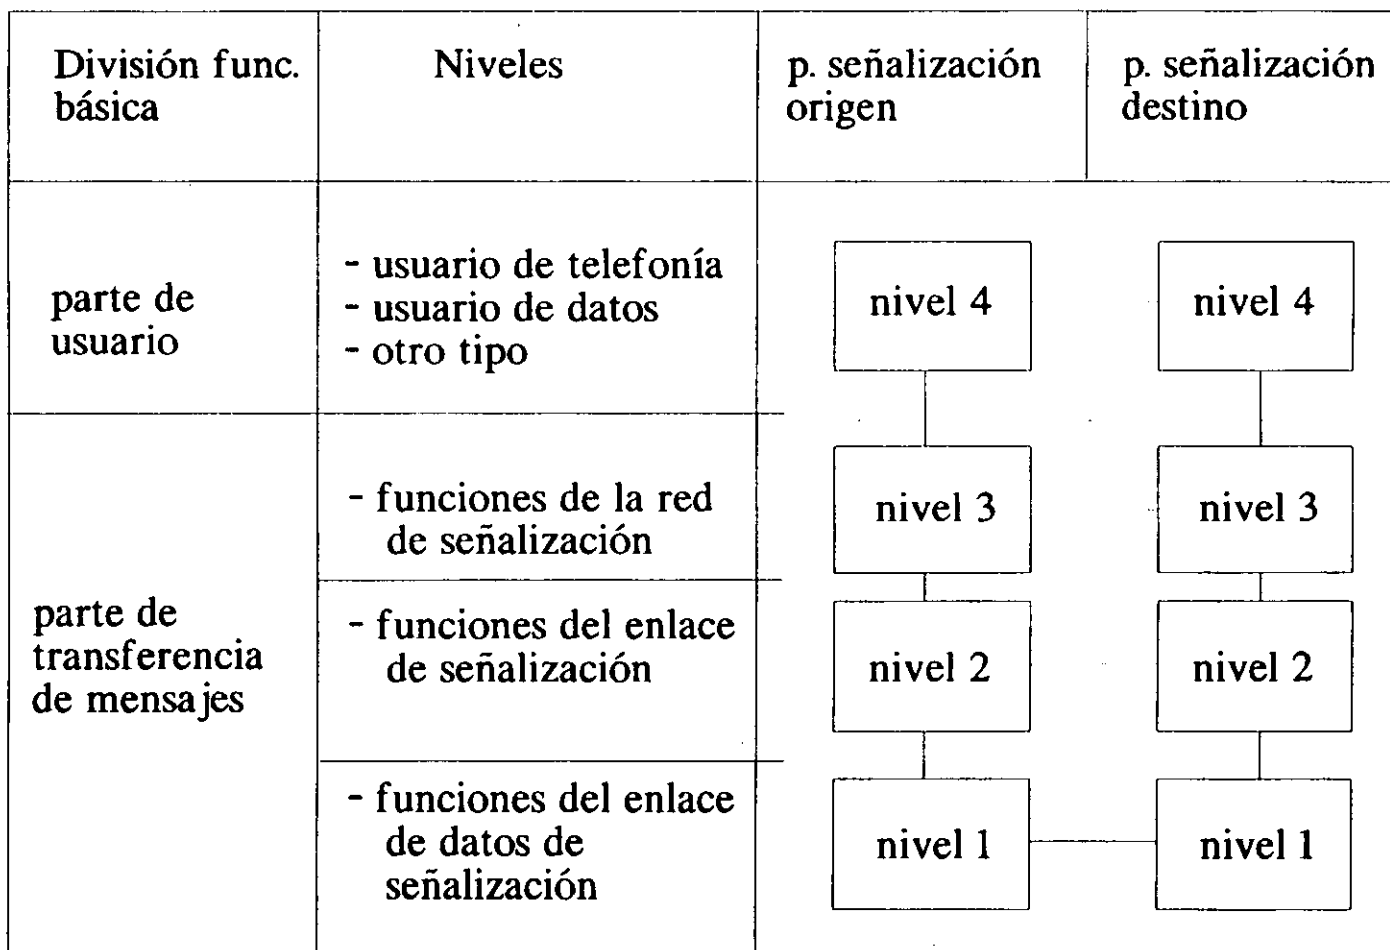 División func.
básica
Niveles
p. señalización
origen
p. señalización
destino
parte de
usuario
- usuario de telefonía
- usuario de datos
- otro tipo
nivel 4
nivel 4
parte de
transferencia
de mensajes
- funciones de la red
de señalización
nivel 3
nivel 3
- funciones del enlace
de señalización
nivel 2
nivel 2
- funciones del enlace
de datos de
señalización
nivel 1
nivel 1